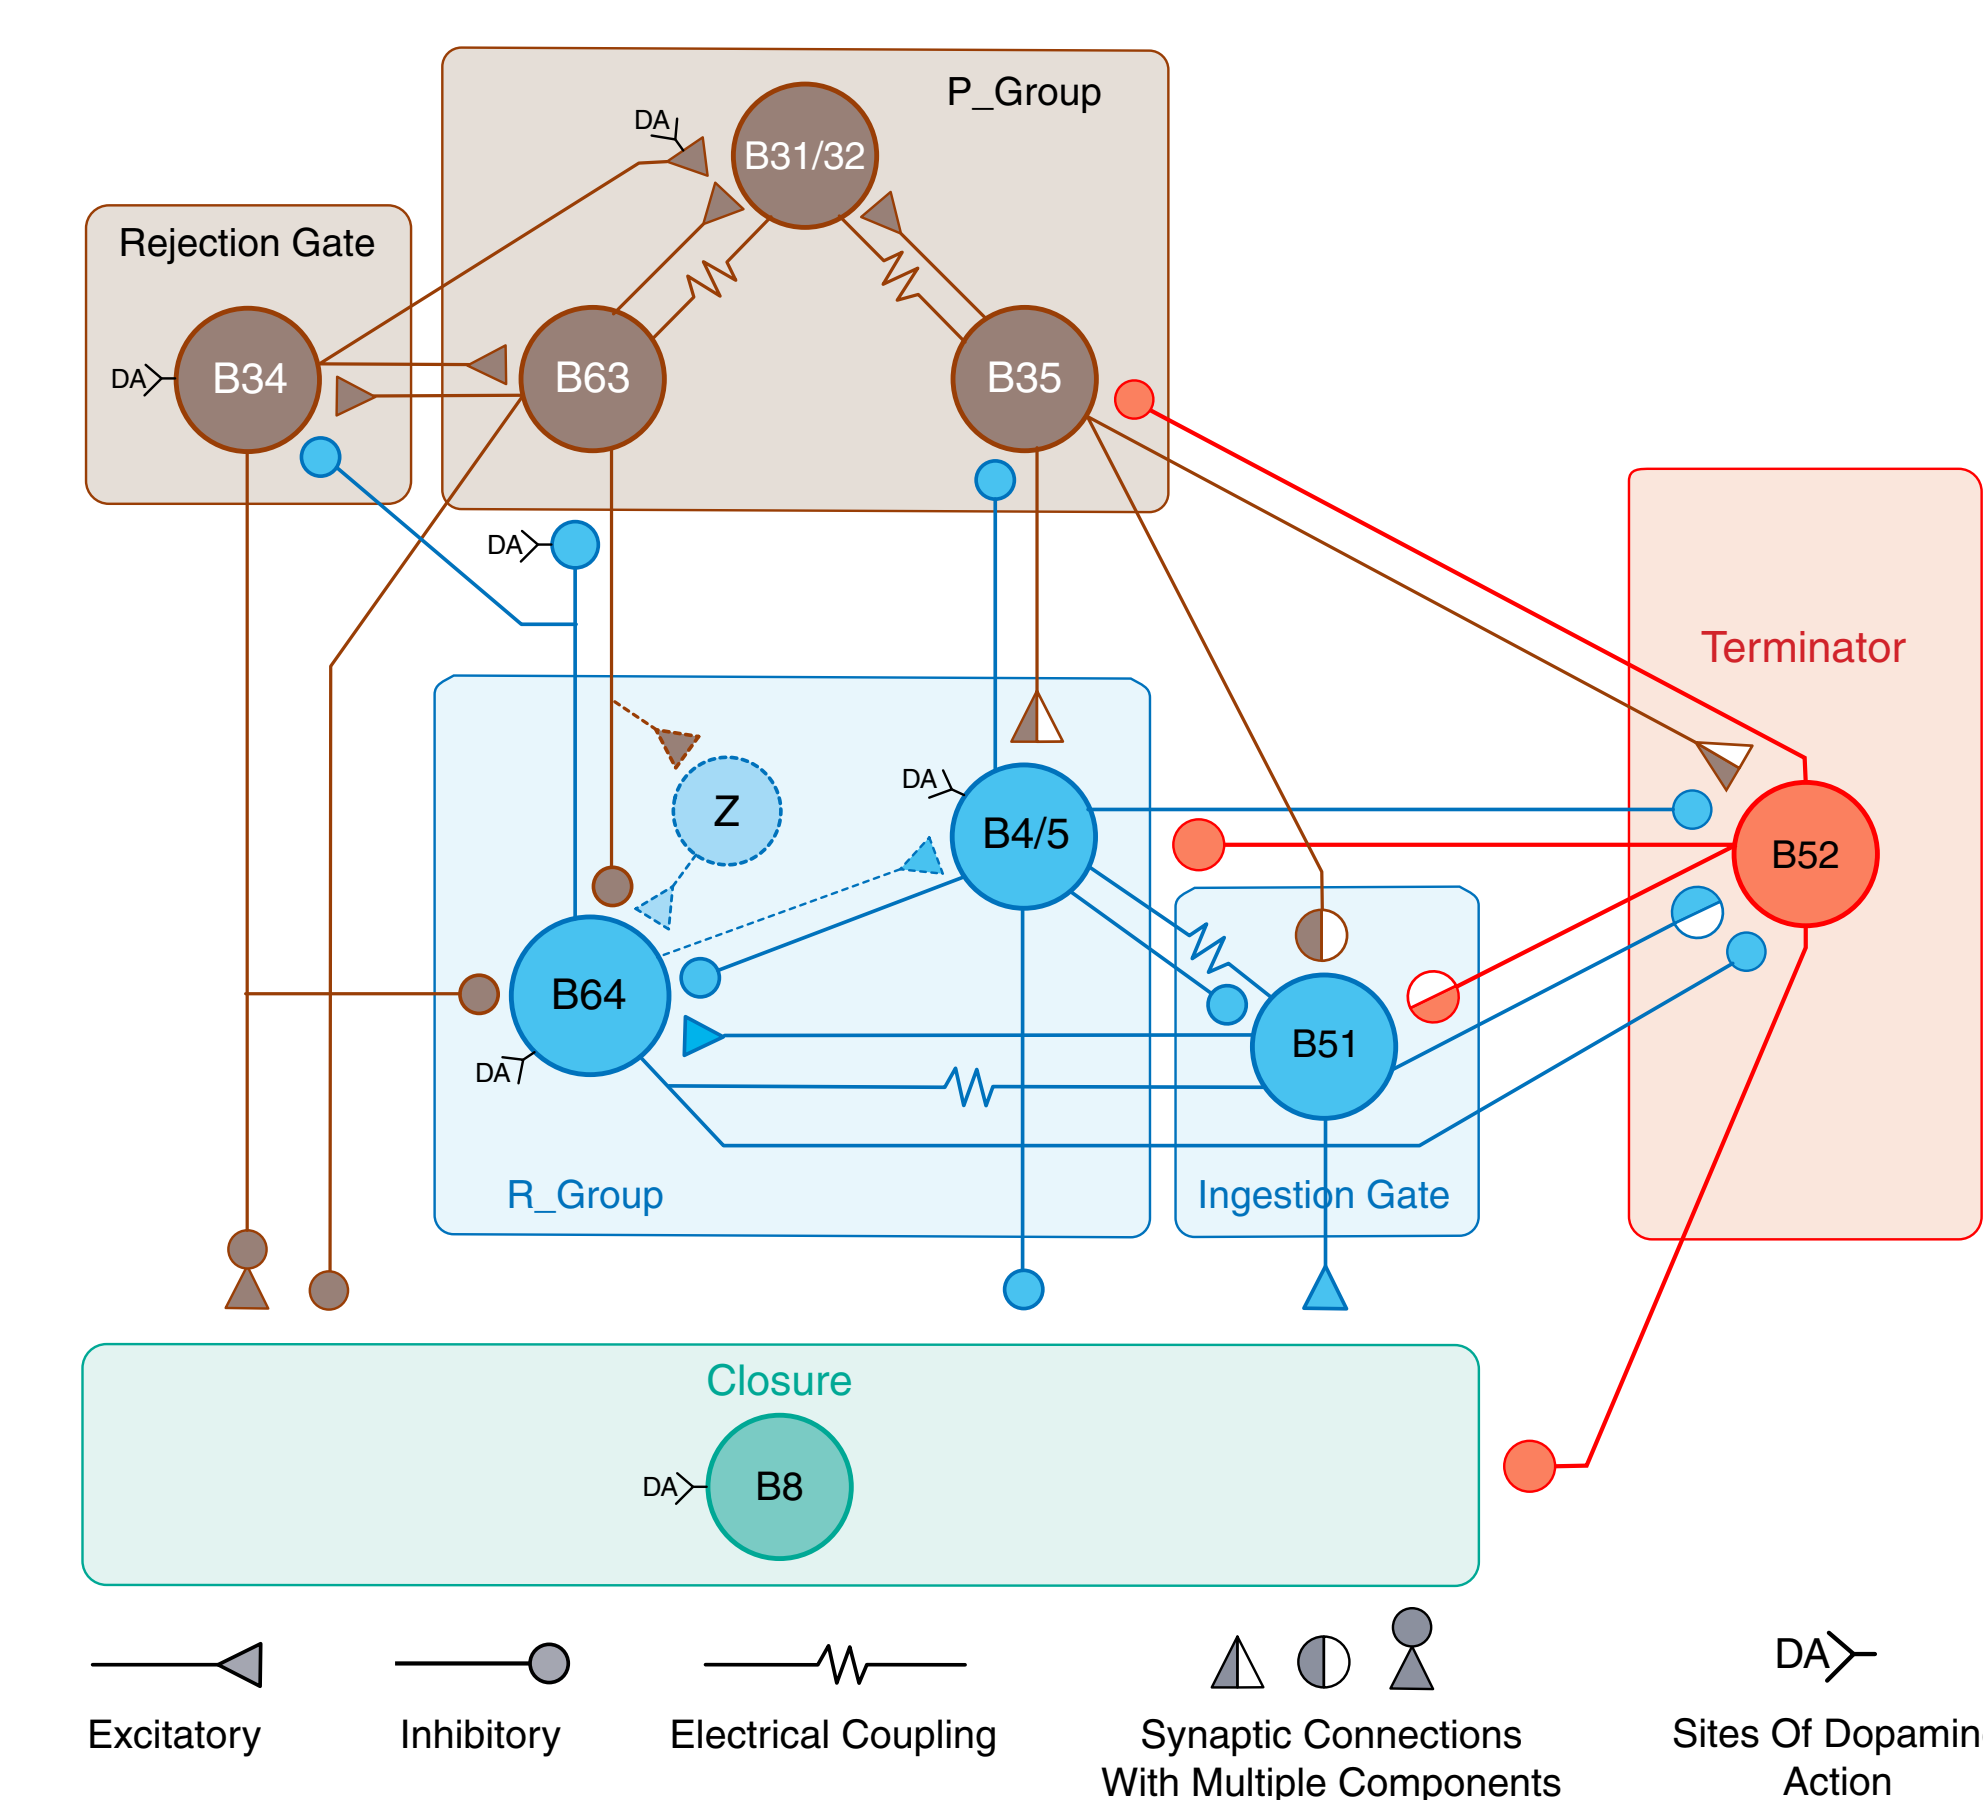 P_Group
DA
B31/32
Rejection Gate
DA
B34
B63
B35
DA
Terminator
DA
Z
B4/5
B52
B64
DA
B51
R_Group
Ingestion Gate
Closure
DA
B8
DA
Excitatory
Inhibitory
Electrical Coupling
Synaptic Connections
With Multiple Components
Sites Of Dopamin
Action